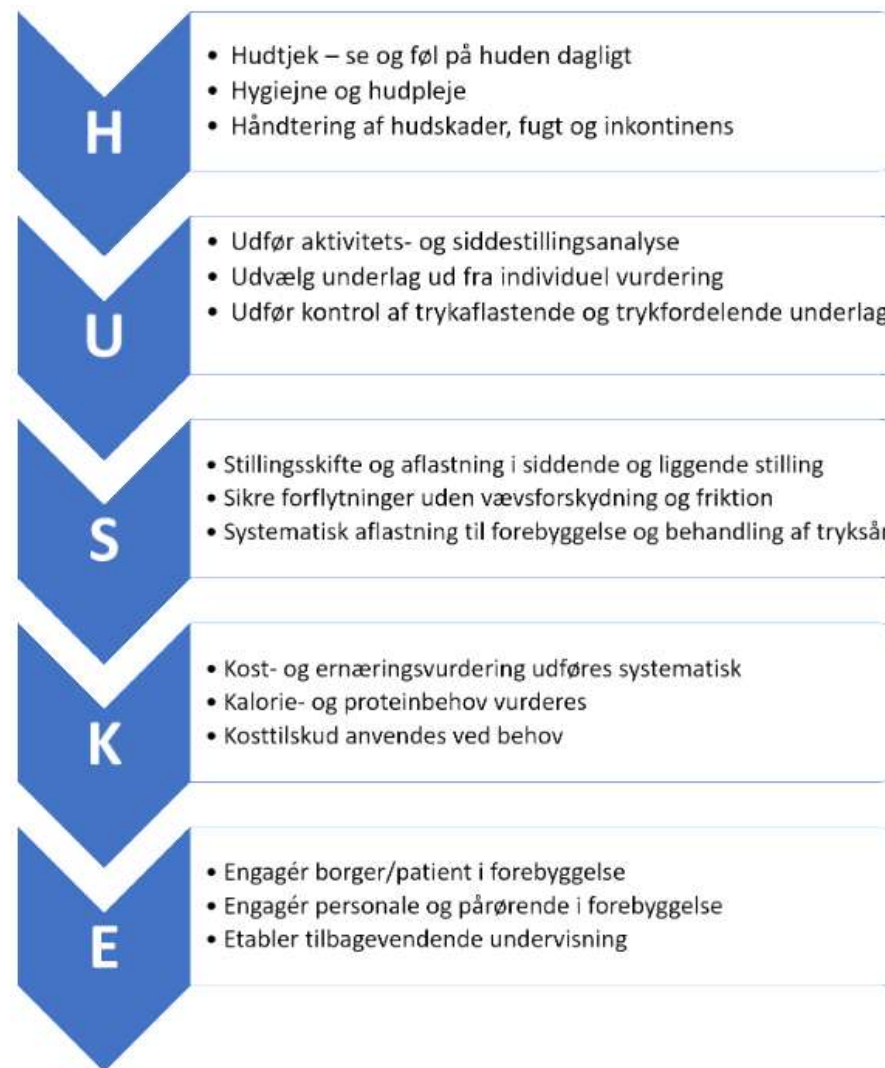 H
• Hudtjek – se og føl på huden dagligt
• Hygiejne og hudpleje
• Håndtering af hudskader, fugt og inkontinens
U
• Udfør aktivitets- og siddestillingsanalyse
• Udvælg underlag ud fra individuel vurdering
• Udfør kontrol af trykaflastende og trykfordelende underlag
S
• Stillingsskifte og aflastning i siddende og liggende stilling
• Sikre forflytninger uden vævsforskydning og friktion
• Systematisk aflastning til forebyggelse og behandling af tryksår
K
• Kost- og ernæringsvurdering udføres systematisk
• Kalorie- og proteinbehov vurderes
• Kosttilskud anvendes ved behov
E
• Engagér borger/patient i forebyggelse
• Engagér personale og pårørende i forebyggelse
• Etabler tilbagevendende undervisning